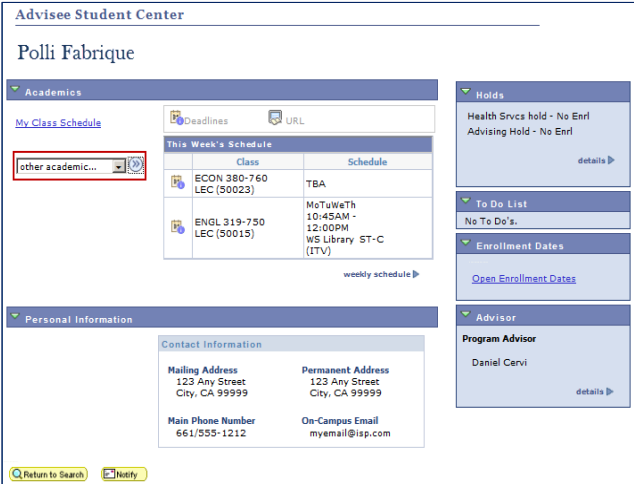 Advisee Student Center
Polli Fabrique
Academics
My Class Schedule
other academic...
Deadlines
URL
This Week's Schedule
Class
Schedule
ECON 380-760
LEC (50023)
TBA
ENGL 319-750
LEC (50015)
MoTuWeTh
10:45AM -
12:00PM
WS Library ST-C
(ITV)
weekly schedule
Personal Information
Contact Information
Mailing Address
123 Any Street
City, CA 99999
Permanent Address
123 Any Street
City, CA 99999
Main Phone Number
661/555-1212
On-Campus Email
myemail@isp.com
Return to Search
Notify
Holds
Health Srvcs hold - No Enrl
Advising Hold - No Enrl
details
To Do List
No To Do's.
Enrollment Dates
Open Enrollment Dates
Advisor
Program Advisor
Daniel Cervi
details